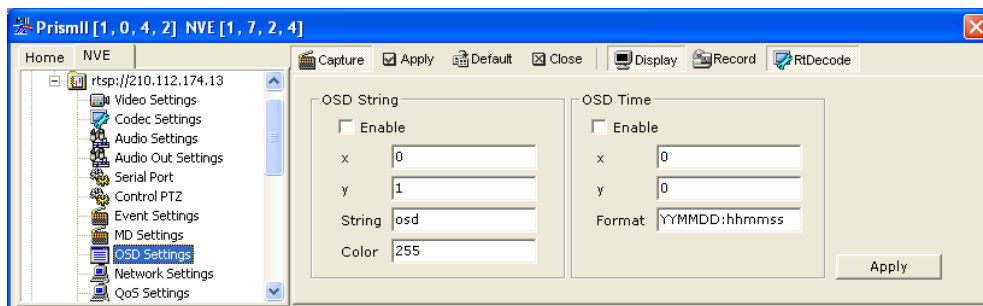 PrismII [1, 0, 4, 2] NVE [1, 7, 2, 4]
Home NVE
Capture Apply Default Close Display Record RtDecode
rtsp://210.112.174.13
Video Settings
Codec Settings
Audio Settings
Audio Out Settings
Serial Port
Control PTZ
Event Settings
MD Settings
OSD Settings
Network Settings
QoS Settings
OSD String
Enable
x 0
y 1
String osd
Color 255
OSD Time
Enable
x 0
y 0
Format YYMMDD:hhmmss
Apply